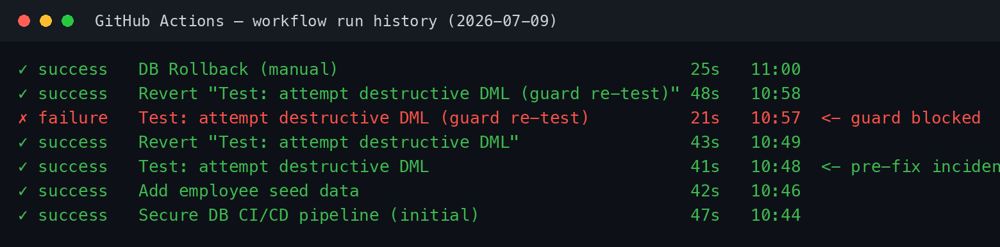 GitHub Actions — workflow run history (2026-07-09)
✓ success DB Rollback (manual) 25s 11:00
✓ success Revert "Test: attempt destructive DML (guard re-test)" 48s 10:58
✗ failure Test: attempt destructive DML (guard re-test) 21s 10:57 <- guard blocked
✓ success Revert "Test: attempt destructive DML" 43s 10:49
✓ success Test: attempt destructive DML 41s 10:48 <- pre-fix inciden
✓ success Add employee seed data 42s 10:46
✓ success Secure DB CI/CD pipeline (initial) 47s 10:44